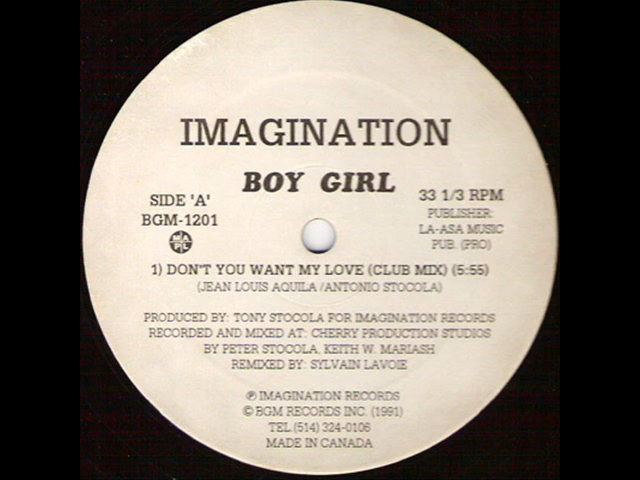 IMAGINATION
BOY GIRL
SIDE 'A'
BGM-1201
MAPL
33 1/3 RPM
PUBLISHER:
LA-ASA MUSIC
PUB. (PRO)
1) DON'T YOU WANT MY LOVE (CLUB MIX) (5:55)
(JEAN LOUIS AQUILA /ANTONIO STOCOLA)
PRODUCED BY: TONY STOCOLA FOR IMAGINATION RECORDS
RECORDED AND MIXED AT: CHERRY PRODUCTION STUDIOS
BY PETER STOCOLA, KEITH W. MARIASH
REMIXED BY: SYLVAIN LAVOIE
℗ IMAGINATION RECORDS
© BGM RECORDS INC. (1991)
TEL (514) 324-0106
MADE IN CANADA